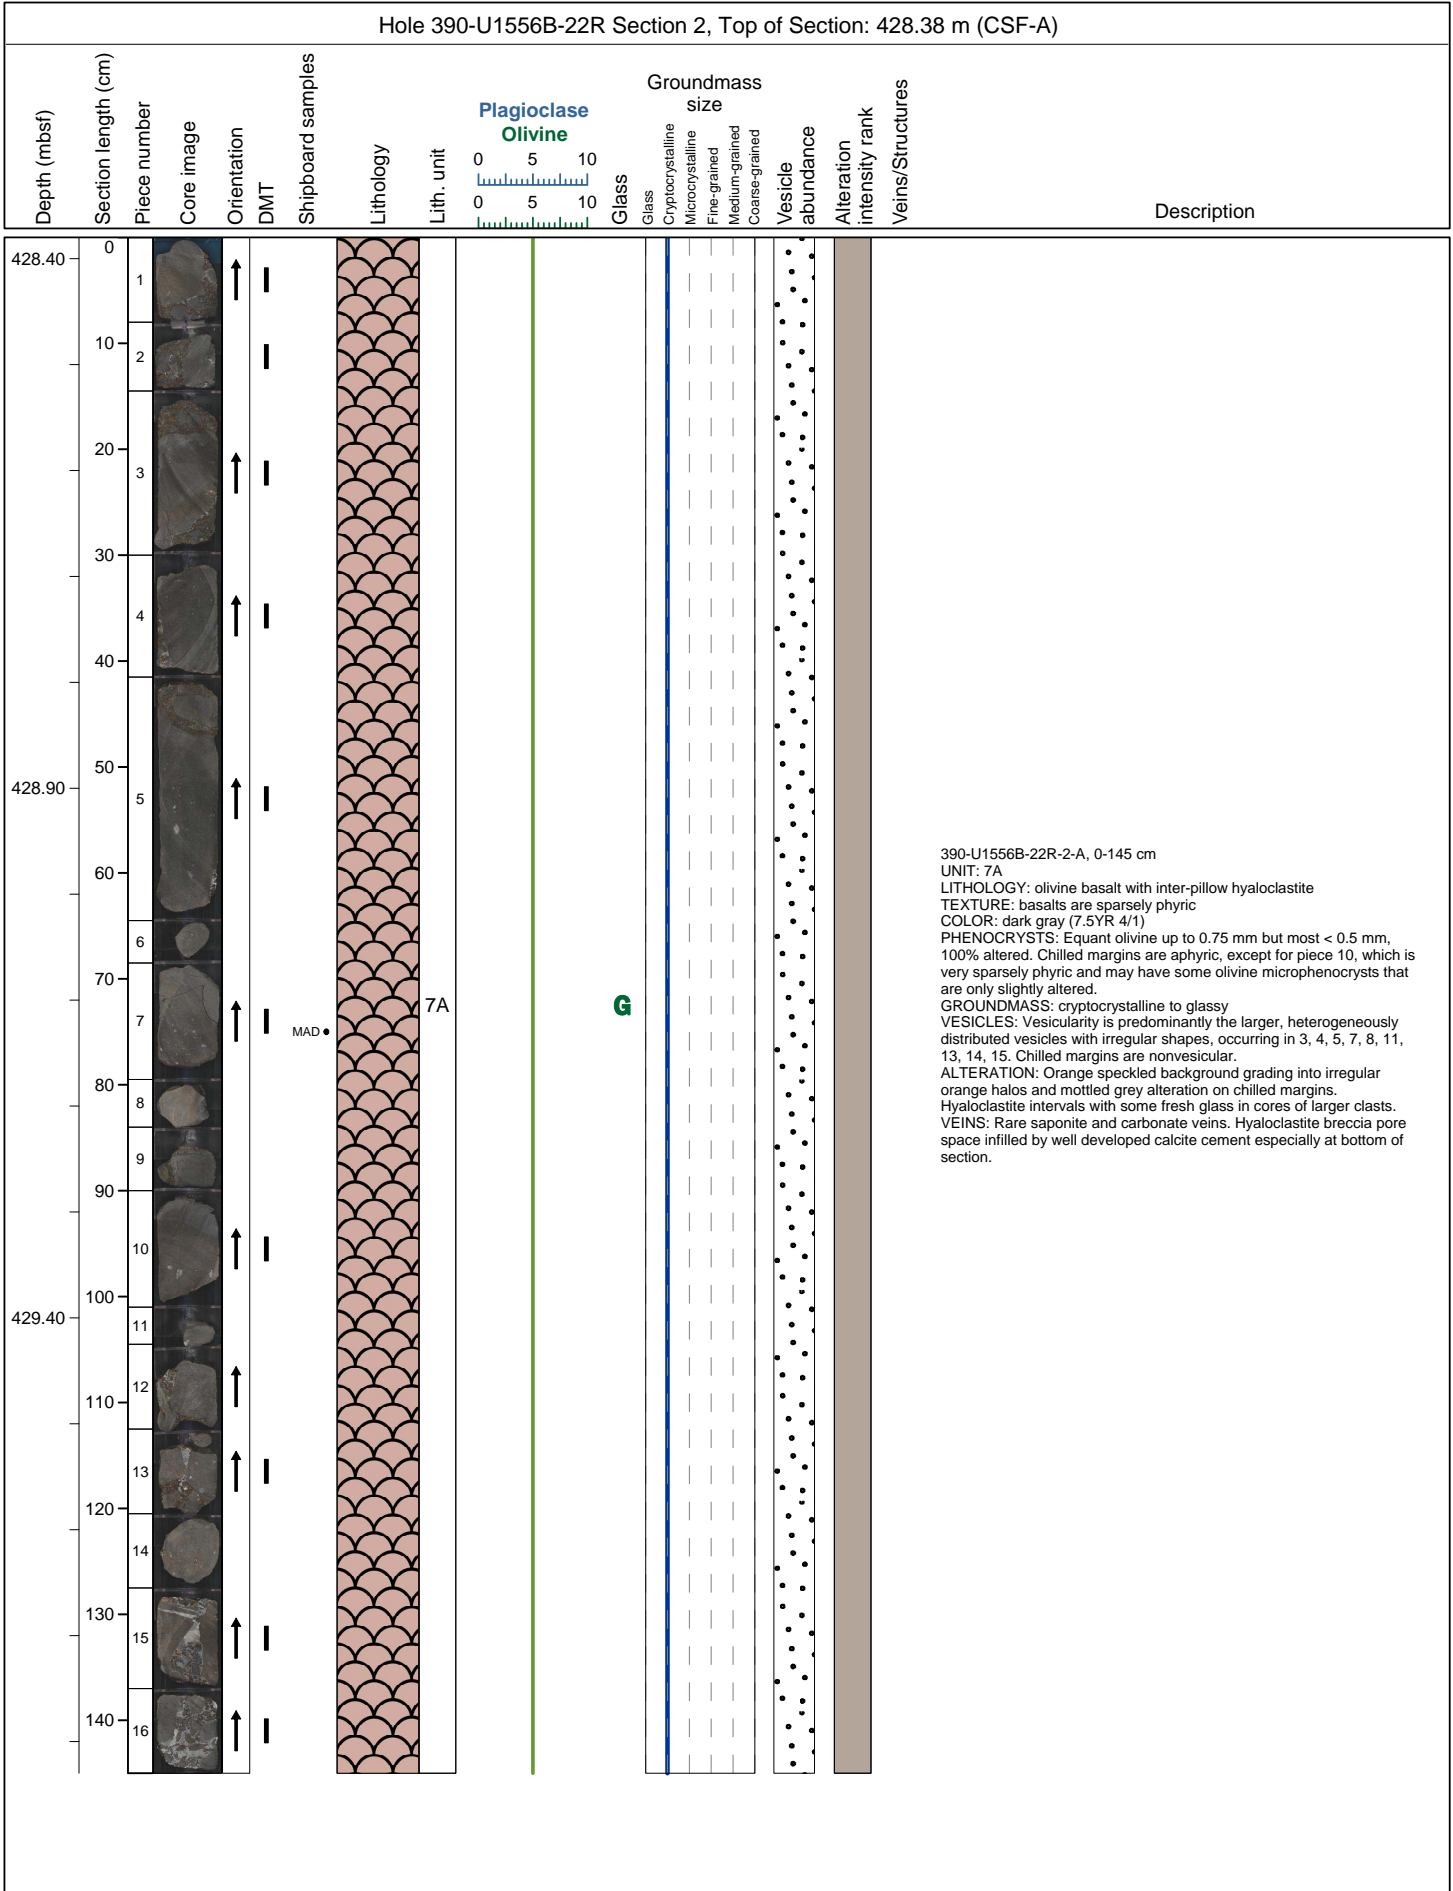 Hole 390-U1556B-22R Section 2, Top of Section: 428.38 m (CSF-A)
Depth (mbsf)
Section length (cm)
Piece number
Core image
Orientation
DMT
Shipboard samples
Lithology
Lith. unit
Plagioclase
Olivine
0 5 10
0 5 10
Glass
Groundmass
size
Glass
Cryptocrystalline
Microcrystalline
Fine-grained
Medium-grained
Coarse-grained
Vesicle
abundance
Alteration
intensity rank
Veins/Structures
Description
0
428.40
1
10
2
20
3
30
4
40
50
428.90
5
60
6
70
7
MAD
7A
G
80
8
9
90
10
100
429.40
11
12
110
13
120
14
130
15
140
16
390-U1556B-22R-2-A, 0-145 cm
UNIT: 7A
LITHOLOGY: olivine basalt with inter-pillow hyaloclastite
TEXTURE: basalts are sparsely phyric
COLOR: dark gray (7.5YR 4/1)
PHENOCRYSTS: Equant olivine up to 0.75 mm but most < 0.5 mm,
100% altered. Chilled margins are aphyric, except for piece 10, which is
very sparsely phyric and may have some olivine microphenocrysts that
are only slightly altered.
GROUNDMASS: cryptocrystalline to glassy
VESICLES: Vesicularity is predominantly the larger, heterogeneously
distributed vesicles with irregular shapes, occurring in 3, 4, 5, 7, 8, 11,
13, 14, 15. Chilled margins are nonvesicular.
ALTERATION: Orange speckled background grading into irregular
orange halos and mottled grey alteration on chilled margins.
Hyaloclastite intervals with some fresh glass in cores of larger clasts.
VEINS: Rare saponite and carbonate veins. Hyaloclastite breccia pore
space infilled by well developed calcite cement especially at bottom of
section.